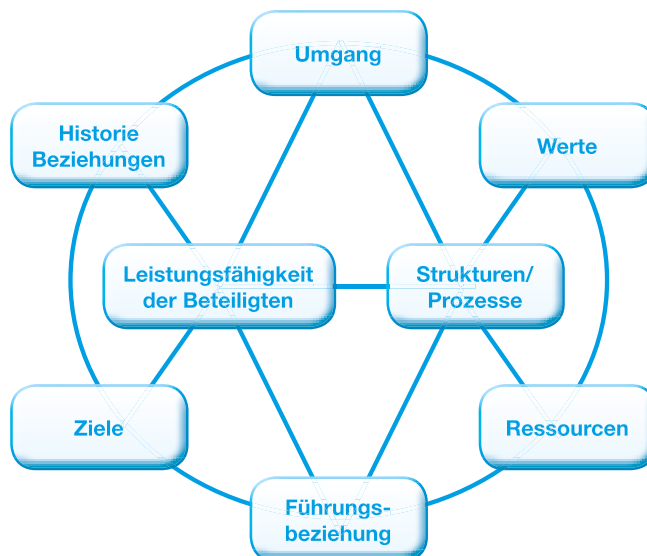 Umgang
Historie
Beziehungen
Werte
Leistungsfähigkeit
der Beteiligten
Strukturen/
Prozesse
Ziele
Ressourcen
Führungs-
beziehung